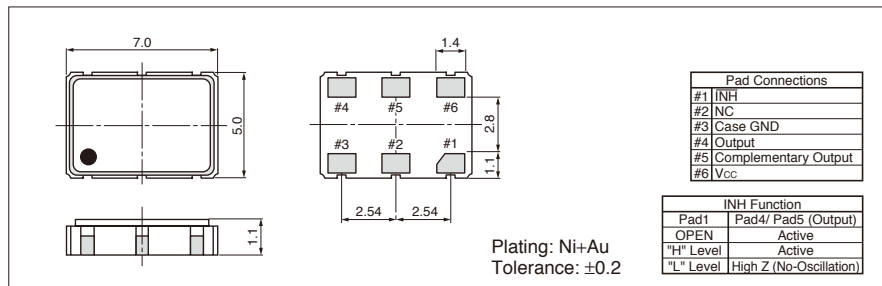 7.0
5.0
1.1
1.4
#4 #5 #6
#3 #2 #1
2.8
1.1
2.54 2.54
Plating: Ni+Au
Tolerance: ±0.2
Pad Connections
#1 I̅N̅H̅
#2 NC
#3 Case GND
#4 Output
#5 Complementary Output
#6 Vcc
INH Function
Pad1 Pad4/ Pad5 (Output)
OPEN Active
"H" Level Active
"L" Level High Z (No-Oscillation)